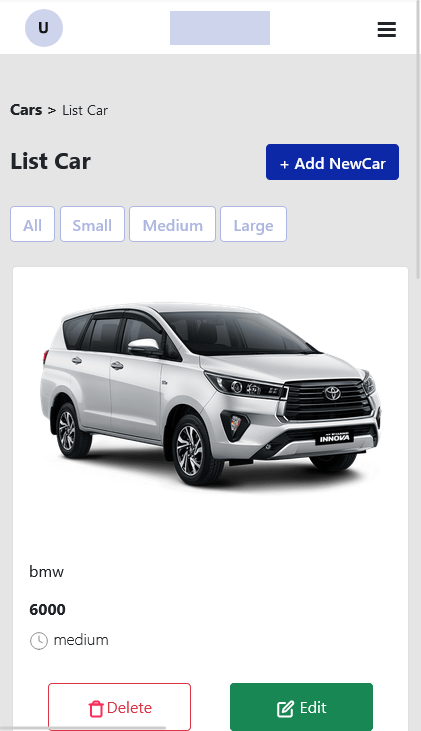 U
Cars > List Car
List Car
+ Add NewCar
All Small Medium Large
INNOVA
bmw
6000
medium
Delete Edit